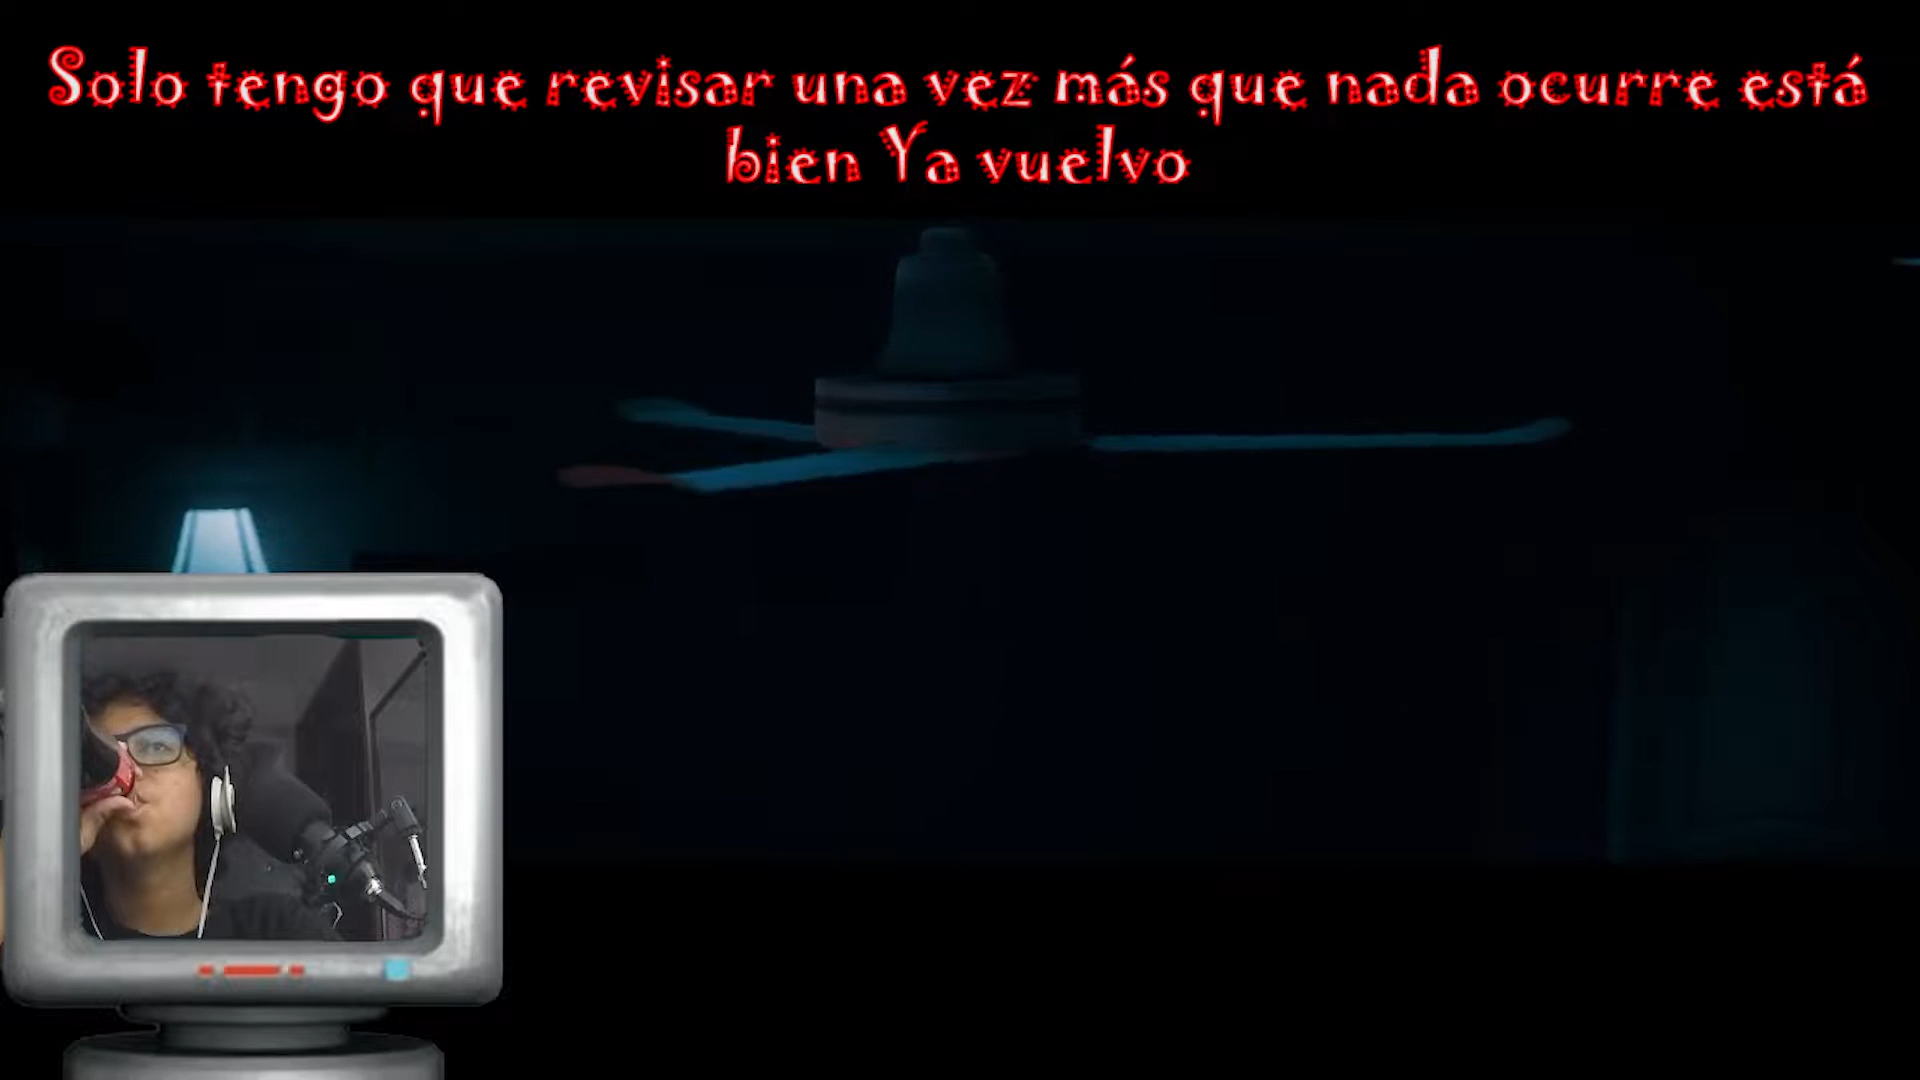 Solo tengo que revisar una vez más que nada ocurre está
bien Ya vuelvo